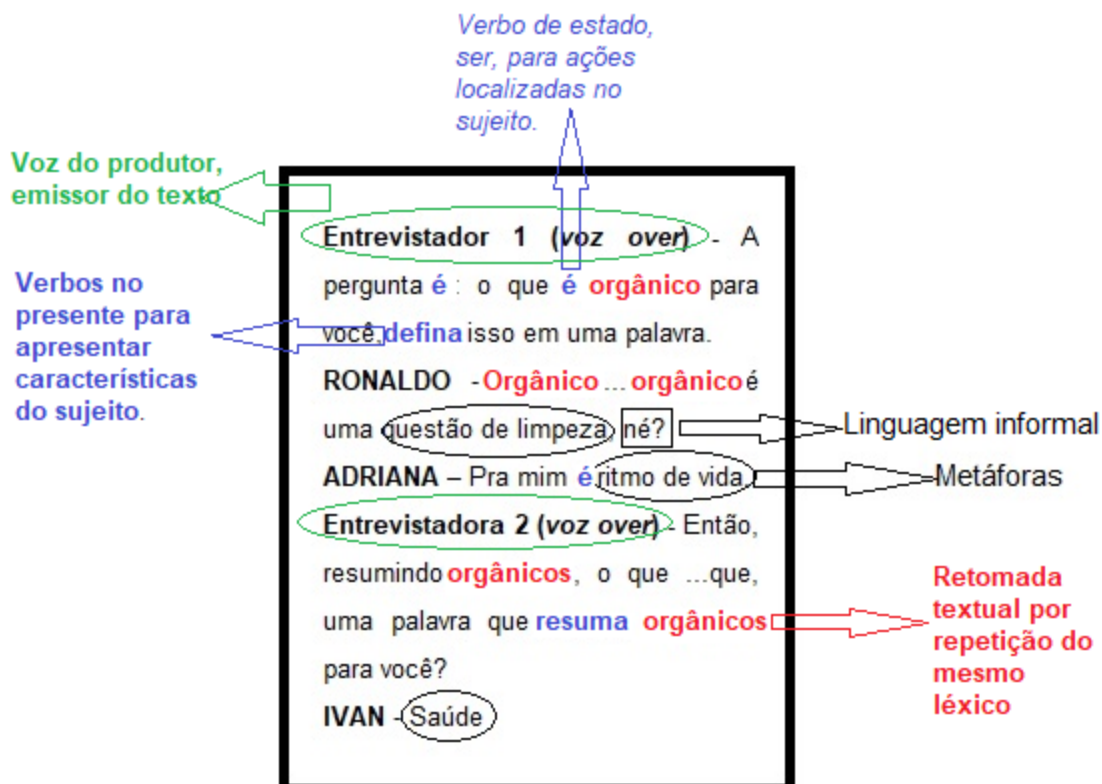 Verbo de estado,
ser, para ações
localizadas no
sujeito.
Voz do produtor,
emissor do texto
Verbos no
presente para
apresentar
características
do sujeito.
Entrevistador 1 (voz over) - A
pergunta é : o que é orgânico para
você, defina isso em uma palavra.
RONALDO - Orgânico ... orgânico é
uma questão de limpeza, né?
ADRIANA – Pra mim é ritmo de vida
Entrevistadora 2 (voz over) - Então,
resumindo orgânicos, o que ...que,
uma palavra que resuma orgânicos
para você?
IVAN - Saúde
Linguagem informal
Metáforas
Retomada
textual por
repetição do
mesmo
léxico